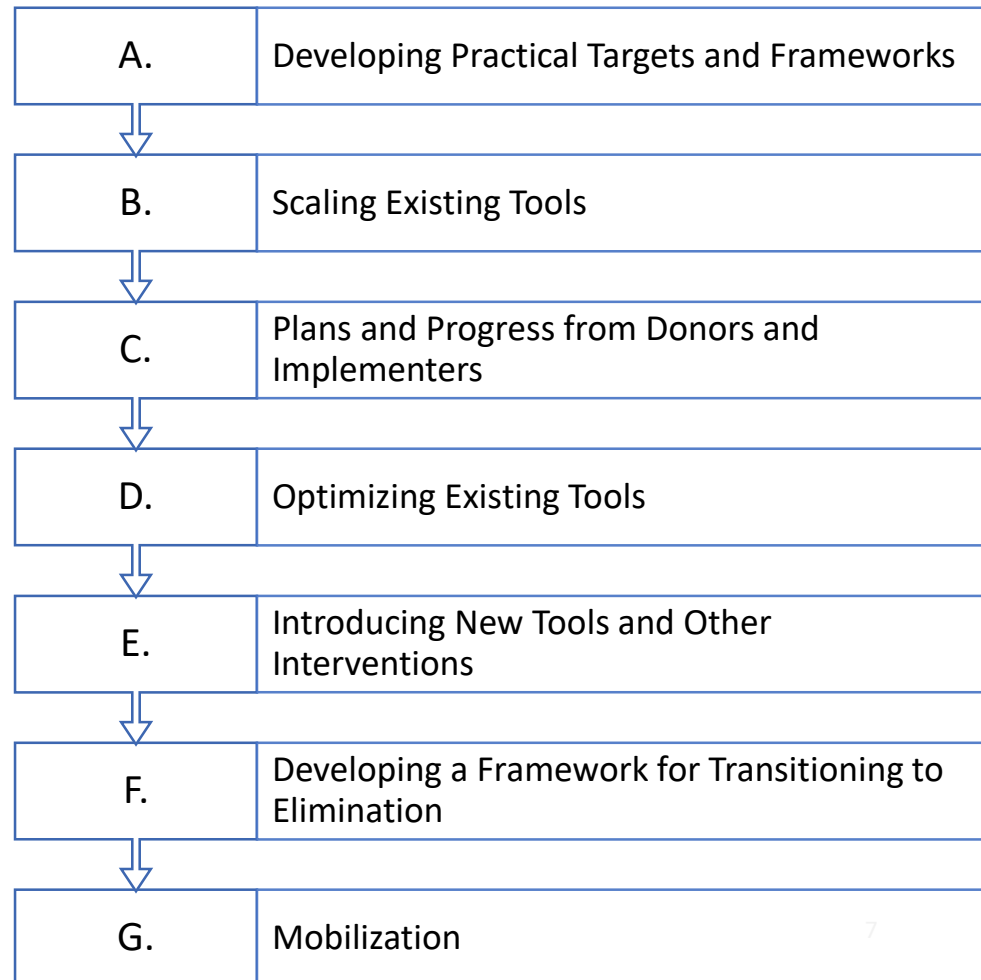 A. Developing Practical Targets and Frameworks
B. Scaling Existing Tools
C. Plans and Progress from Donors and
Implementers
D. Optimizing Existing Tools
E. Introducing New Tools and Other
Interventions
F. Developing a Framework for Transitioning to
Elimination
G. Mobilization
7